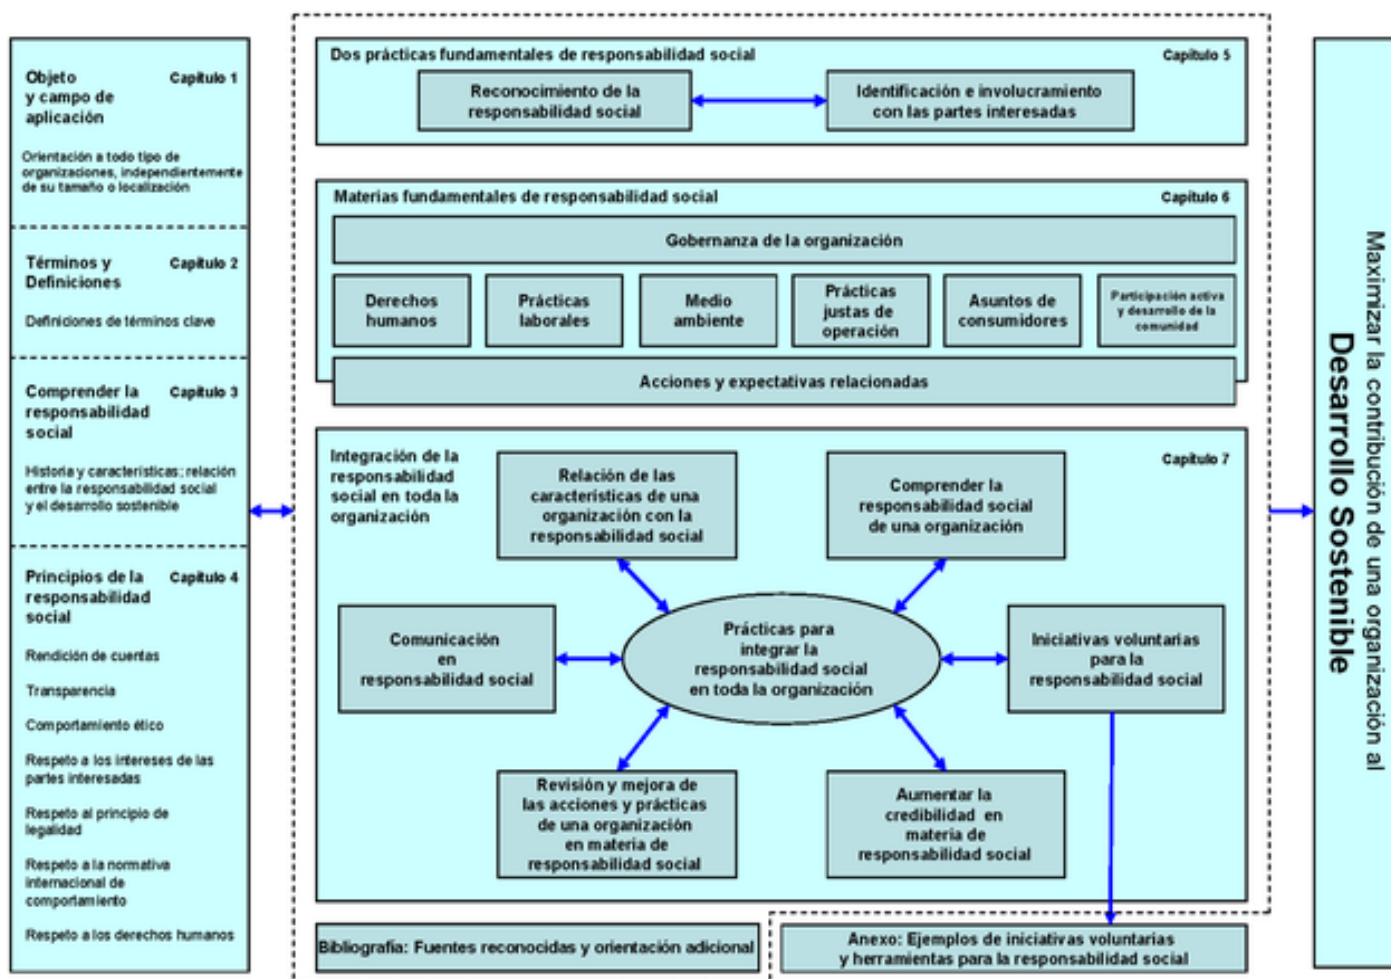 Objeto
y campo de
aplicación
Capítulo 1
Orientación a todo tipo de
organizaciones, independientemente
de su tamaño o localización
Términos y
Definiciones
Capítulo 2
Definiciones de términos clave
Comprender la
responsabilidad
social
Capítulo 3
Historia y características; relación
entre la responsabilidad social
y el desarrollo sostenible
Principios de la
responsabilidad
social
Capítulo 4
Rendición de cuentas
Transparencia
Comportamiento ético
Respeto a los intereses de las
partes interesadas
Respeto al principio de
legalidad
Respeto a la normativa
internacional de
comportamiento
Respeto a los derechos humanos
Dos prácticas fundamentales de responsabilidad social
Capítulo 5
Reconocimiento de la
responsabilidad social
Identificación e involucramiento
con las partes interesadas
Materias fundamentales de responsabilidad social
Capítulo 6
Gobernanza de la organización
Derechos
humanos
Prácticas
laborales
Medio
ambiente
Prácticas
justas de
operación
Asuntos de
consumidores
Participación activa
y desarrollo de la
comunidad
Acciones y expectativas relacionadas
Integración de la
responsabilidad
social en toda la
organización
Capítulo 7
Relación de las
características de una
organización con la
responsabilidad social
Comprender la
responsabilidad social
de una organización
Comunicación
en
responsabilidad social
Prácticas para
integrar la
responsabilidad social
en toda la organización
Iniciativas voluntarias
para la
responsabilidad social
Revisión y mejora de
las acciones y prácticas
de una organización
en materia de
responsabilidad social
Aumentar la
credibilidad en
materia de
responsabilidad social
Bibliografía: Fuentes reconocidas y orientación adicional
Anexo: Ejemplos de iniciativas voluntarias
y herramientas para la responsabilidad social
Maximizar la contribución de una organización al
Desarrollo Sostenible